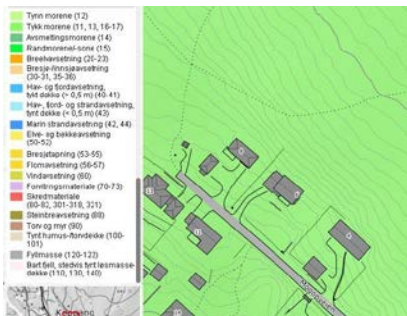 Tynn morene (12)
Tykk morene (11, 13, 16-17)
Avsmeltingsmorene (14)
Randmorene/-sone (15)
Breelvavsetning (20-23)
Bresjø-/innsjøavsetning
(30-31, 35-36)
Hav- og fjordavsetning,
tykt dekke (> 0,5 m) (40-41)
Hav-, fjord- og strandavsetning,
tynt dekke (< 0,5 m) (43)
Marin strandavsetning (42, 44)
Elve- og bekkeavsetning
(50-52)
Bresjøtapning (53-55)
Flomavsetning (56-57)
Vindavsetning (60)
Forvitringsmateriale (70-73)
Skredmateriale
(80-82, 301-318, 321)
Steinbreavsetning (88)
Torv og myr (90)
Tynt humus-/torvdekke (100-
101)
Fyllmasse (120-122)
Bart fjell, stedvis tynt løsmasse-
dekke (110, 130, 140)